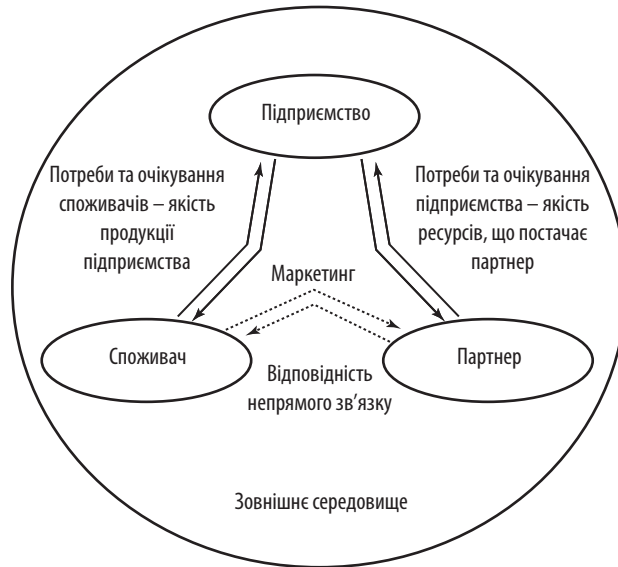 Підприємство
Потреби та очікування
споживачів – якість
продукції
підприємства
Потреби та очікування
підприємства – якість
ресурсів, що постачає
партнер
Маркетинг
Споживач
Партнер
Відповідність
непрямого зв’язку
Зовнішнє середовище